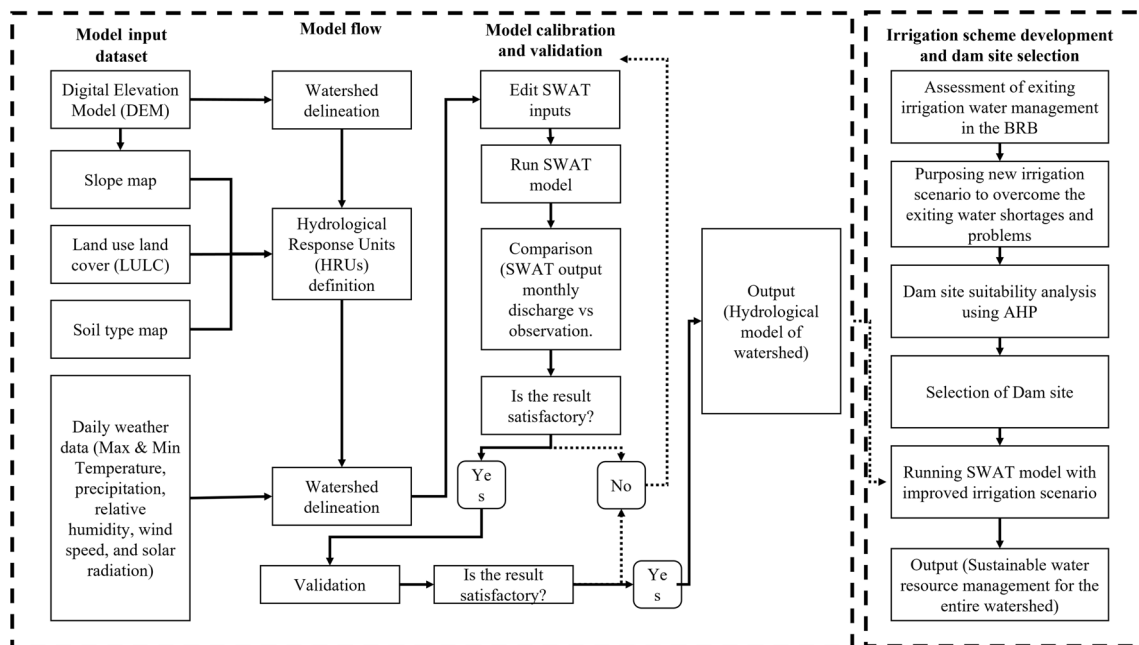 Model input
dataset
Digital Elevation
Model (DEM)
Slope map
Land use land
cover (LULC)
Soil type map
Daily weather
data (Max & Min
Temperature,
precipitation,
relative
humidity, wind
speed, and solar
radiation)
Model flow
Watershed
delineation
Hydrological
Response Units
(HRUs)
definition
Watershed
delineation
Validation
Model calibration
and validation
Edit SWAT
inputs
Run SWAT
model
Comparison
(SWAT output
monthly
discharge vs
observation.
Is the result
satisfactory?
Ye
s
No
Is the result
satisfactory?
Ye
s
Output
(Hydrological
model of
watershed)
Irrigation scheme development
and dam site selection
Assessment of exiting
irrigation water management
in the BRB
Purposing new irrigation
scenario to overcome the
exiting water shortages and
problems
Dam site suitability analysis
using AHP
Selection of Dam site
Running SWAT model with
improved irrigation scenario
Output (Sustainable water
resource management for the
entire watershed)